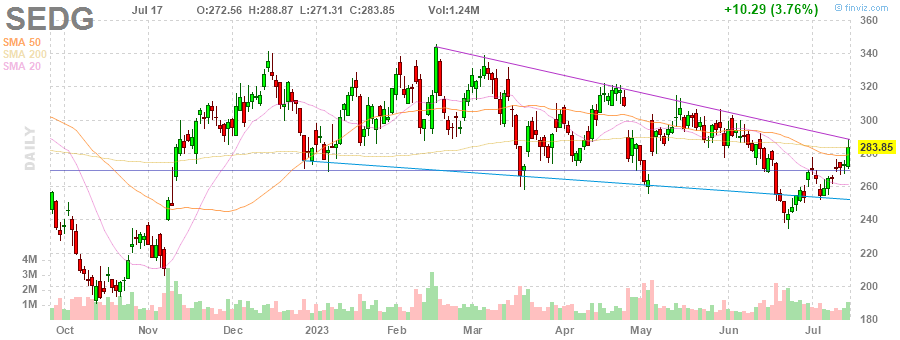 SEDG Jul 17 O:272.56 H:288.87 L:271.31 C:283.85 Vol:1.24M +10.29 (3.76%) © finviz.com
SMA 50
SMA 200
SMA 20
DAILY
360
340
320
300
283.85
280
260
240
220
200
180
4M
3M
2M
1M
Oct Nov Dec 2023 Feb Mar Apr May Jun Jul